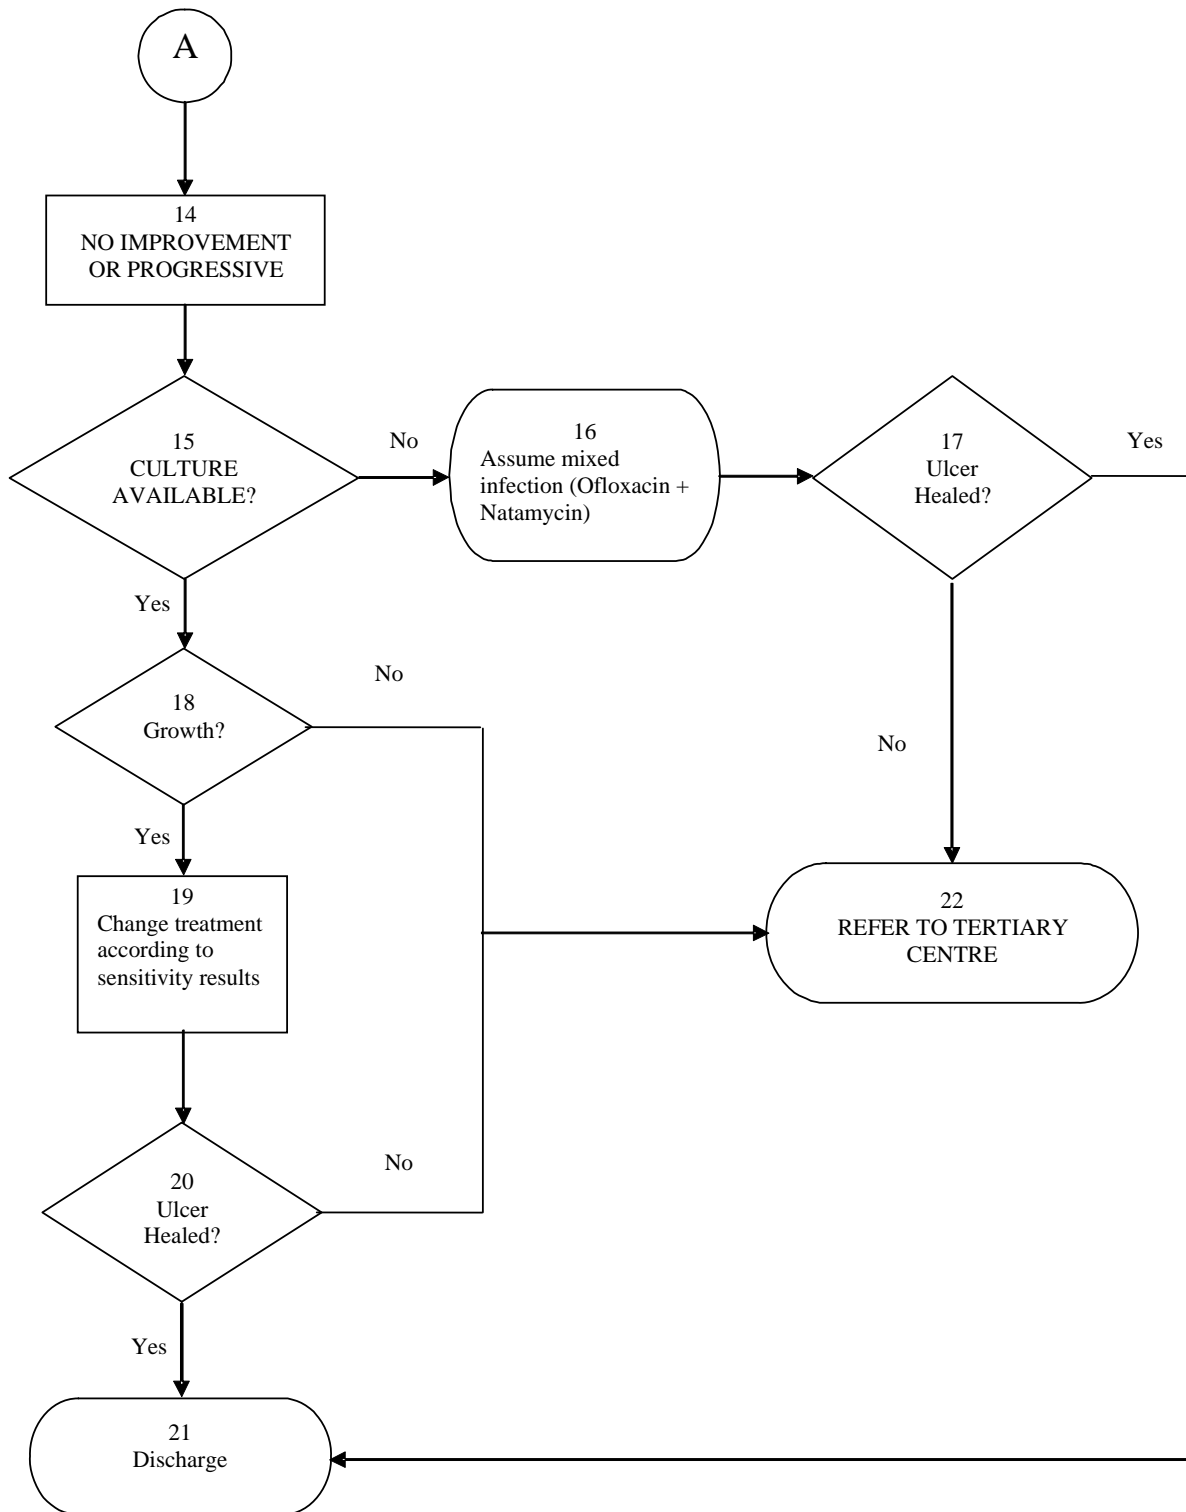 A
14
NO IMPROVEMENT
OR PROGRESSIVE
15
CULTURE
AVAILABLE?
No
16
Assume mixed
infection (Ofloxacin +
Natamycin)
17
Ulcer
Healed?
Yes
Yes
No
18
Growth?
No
Yes
19
Change treatment
according to
sensitivity results
22
REFER TO TERTIARY
CENTRE
No
20
Ulcer
Healed?
Yes
21
Discharge